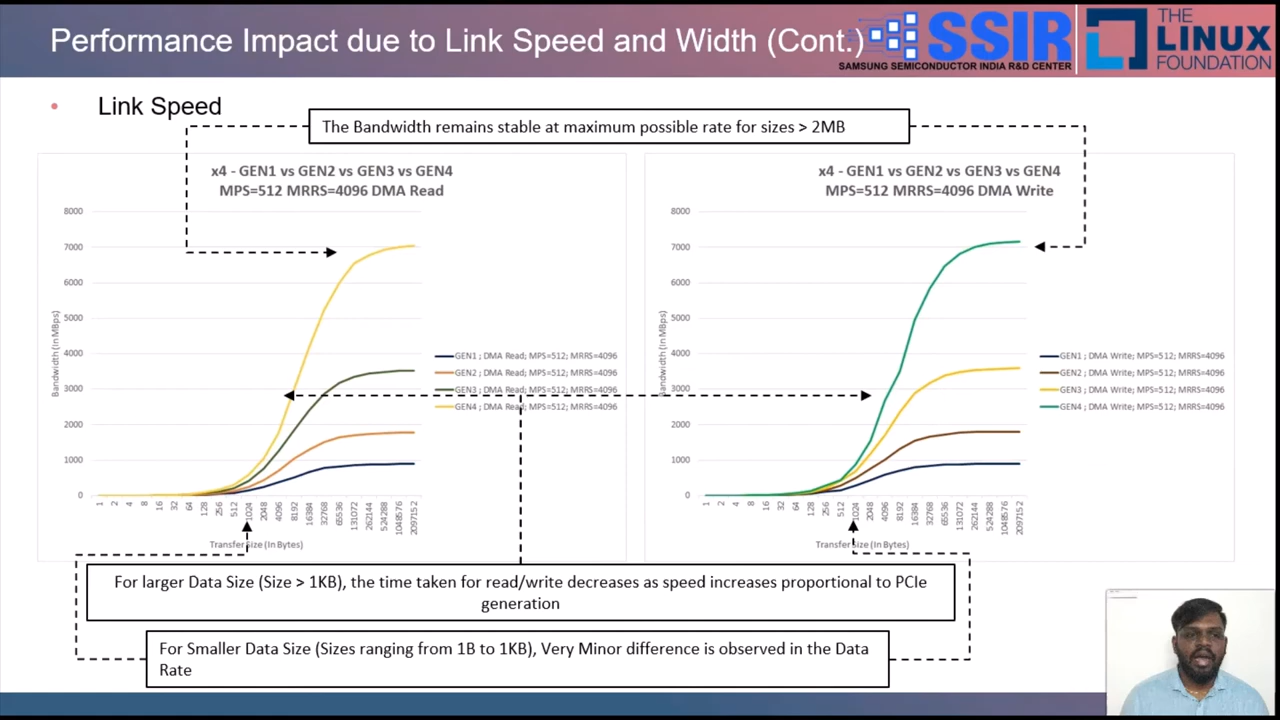 Performance Impact due to Link Speed and Width (Cont.)
SSIR
SAMSUNG SEMICONDUCTOR INDIA R&D CENTER
THE
LINUX
FOUNDATION
• Link Speed
The Bandwidth remains stable at maximum possible rate for sizes > 2MB
x4 - GEN1 vs GEN2 vs GEN3 vs GEN4
MPS=512 MRRS=4096 DMA Read
8000
7000
6000
5000
4000
3000
2000
1000
0
Bandwidth (In MBps)
1 2 4 8 16 32 64 128 256 512 1024 2048 4096 8192 16384 32768 65536 131072 262144 524288 1048576 2097152
Transfer Size (In Bytes)
GEN1 ; DMA Read; MPS=512; MRRS=4096
GEN2 ; DMA Read; MPS=512; MRRS=4096
GEN3 ; DMA Read; MPS=512; MRRS=4096
GEN4 ; DMA Read; MPS=512; MRRS=4096
x4 - GEN1 vs GEN2 vs GEN3 vs GEN4
MPS=512 MRRS=4096 DMA Write
8000
7000
6000
5000
4000
3000
2000
1000
0
Bandwidth (In MBps)
1 2 4 8 16 32 64 128 256 512 1024 2048 4096 8192 16384 32768 65536 131072 262144 524288 1048576 2097152
Transfer Size (In Bytes)
GEN1 ; DMA Write; MPS=512; MRRS=4096
GEN2 ; DMA Write; MPS=512; MRRS=4096
GEN3 ; DMA Write; MPS=512; MRRS=4096
GEN4 ; DMA Write; MPS=512; MRRS=4096
For larger Data Size (Size > 1KB), the time taken for read/write decreases as speed increases proportional to PCIe
generation
For Smaller Data Size (Sizes ranging from 1B to 1KB), Very Minor difference is observed in the Data
Rate